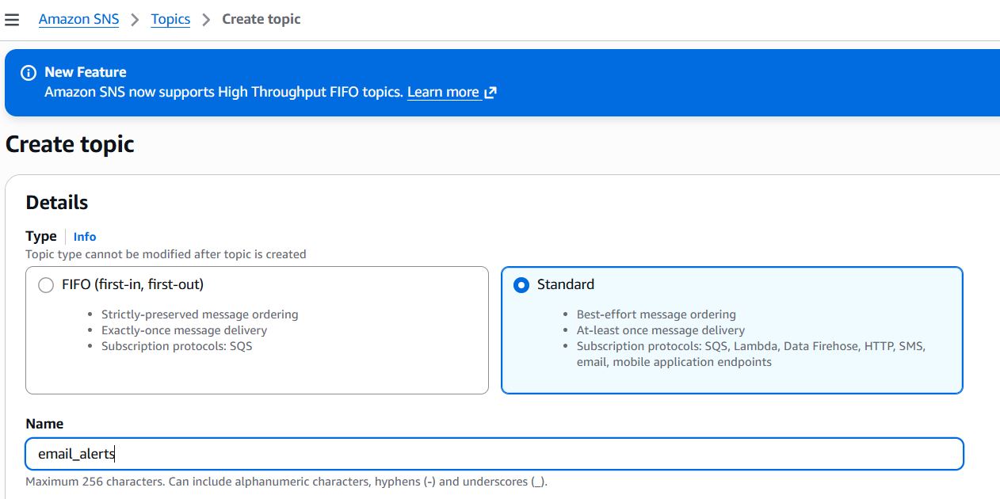 Amazon SNS > Topics > Create topic
New Feature
Amazon SNS now supports High Throughput FIFO topics. Learn more
Create topic
Details
Type Info
Topic type cannot be modified after topic is created
FIFO (first-in, first-out)
• Strictly-preserved message ordering
• Exactly-once message delivery
• Subscription protocols: SQS
Standard
• Best-effort message ordering
• At-least once message delivery
• Subscription protocols: SQS, Lambda, Data Firehose, HTTP, SMS,
email, mobile application endpoints
Name
email_alerts
Maximum 256 characters. Can include alphanumeric characters, hyphens (-) and underscores (_).